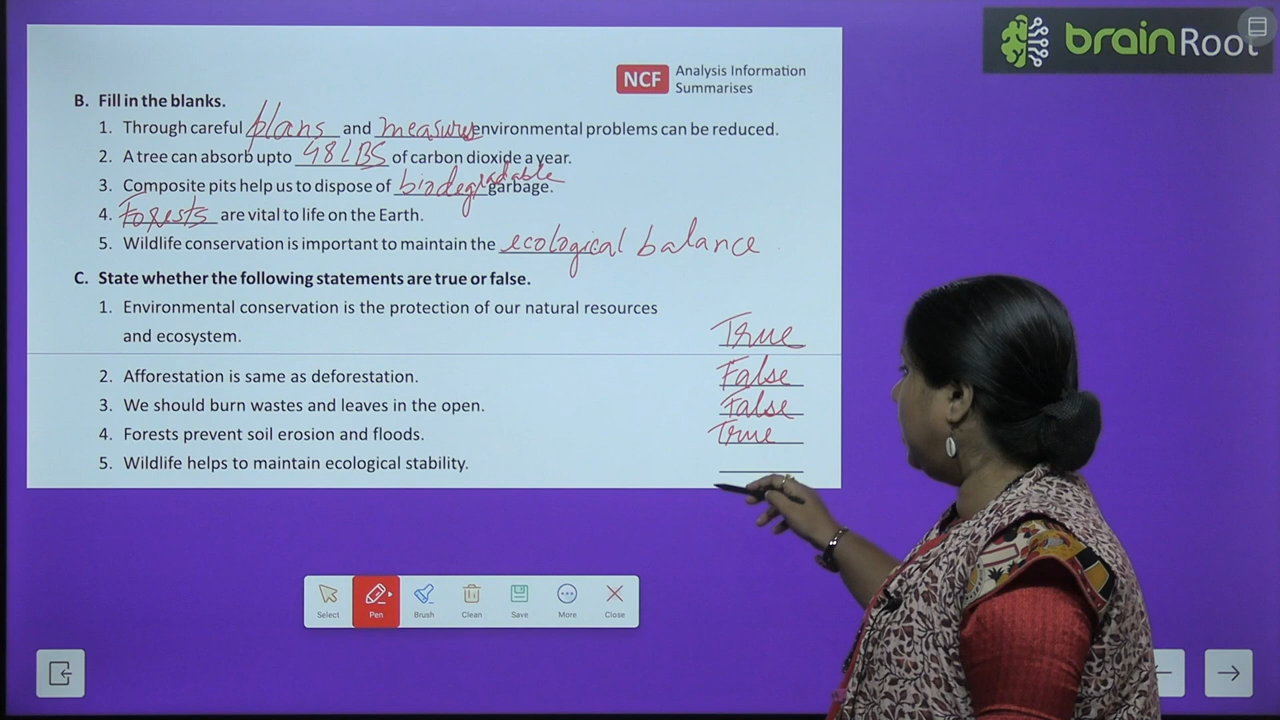 brainRoot
NCF Analysis Information
Summarises
B. Fill in the blanks.
1. Through careful plans and measures environmental problems can be reduced.
2. A tree can absorb upto 48 LBS of carbon dioxide a year.
3. Composite pits help us to dispose of biodegradable garbage.
4. Forests are vital to life on the Earth.
5. Wildlife conservation is important to maintain the ecological balance
C. State whether the following statements are true or false.
1. Environmental conservation is the protection of our natural resources
and ecosystem. True
2. Afforestation is same as deforestation. False
3. We should burn wastes and leaves in the open. False
4. Forests prevent soil erosion and floods. True
5. Wildlife helps to maintain ecological stability.
Select Pen Brush Clean Save More Close